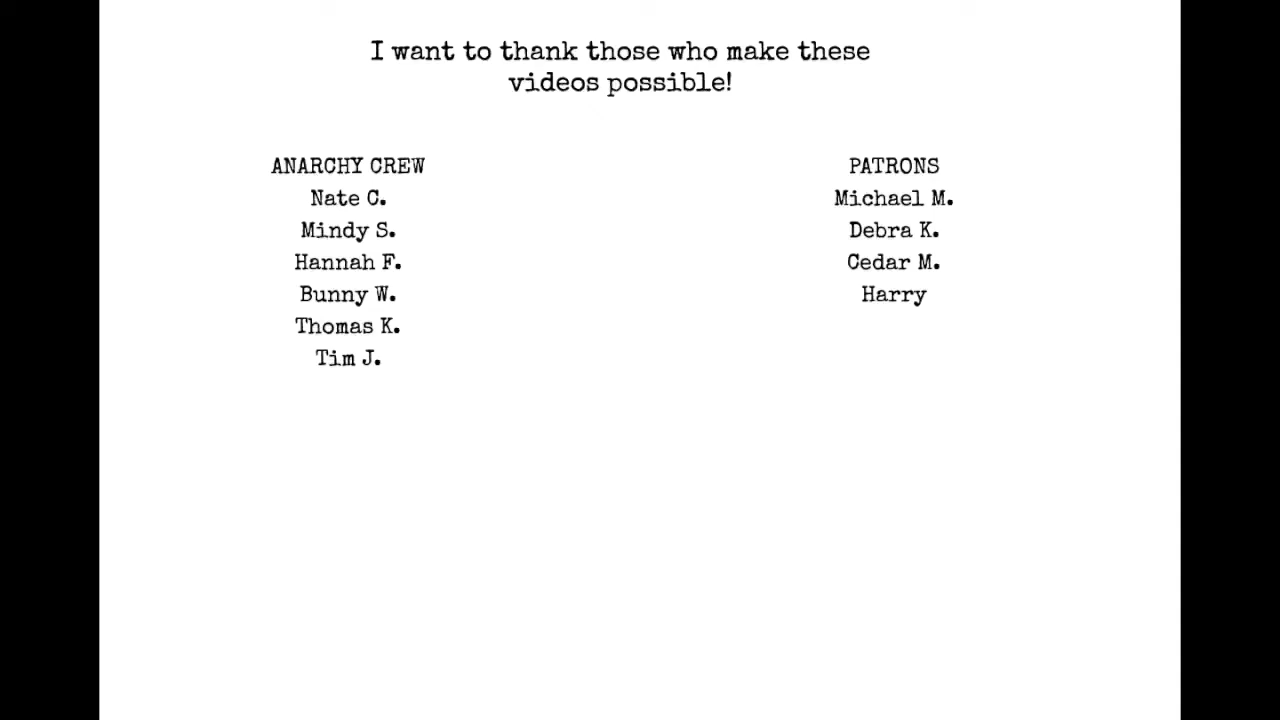 I want to thank those who make these
videos possible!
ANARCHY CREW
Nate C.
Mindy S.
Hannah F.
Bunny W.
Thomas K.
Tim J.
PATRONS
Michael M.
Debra K.
Cedar M.
Harry